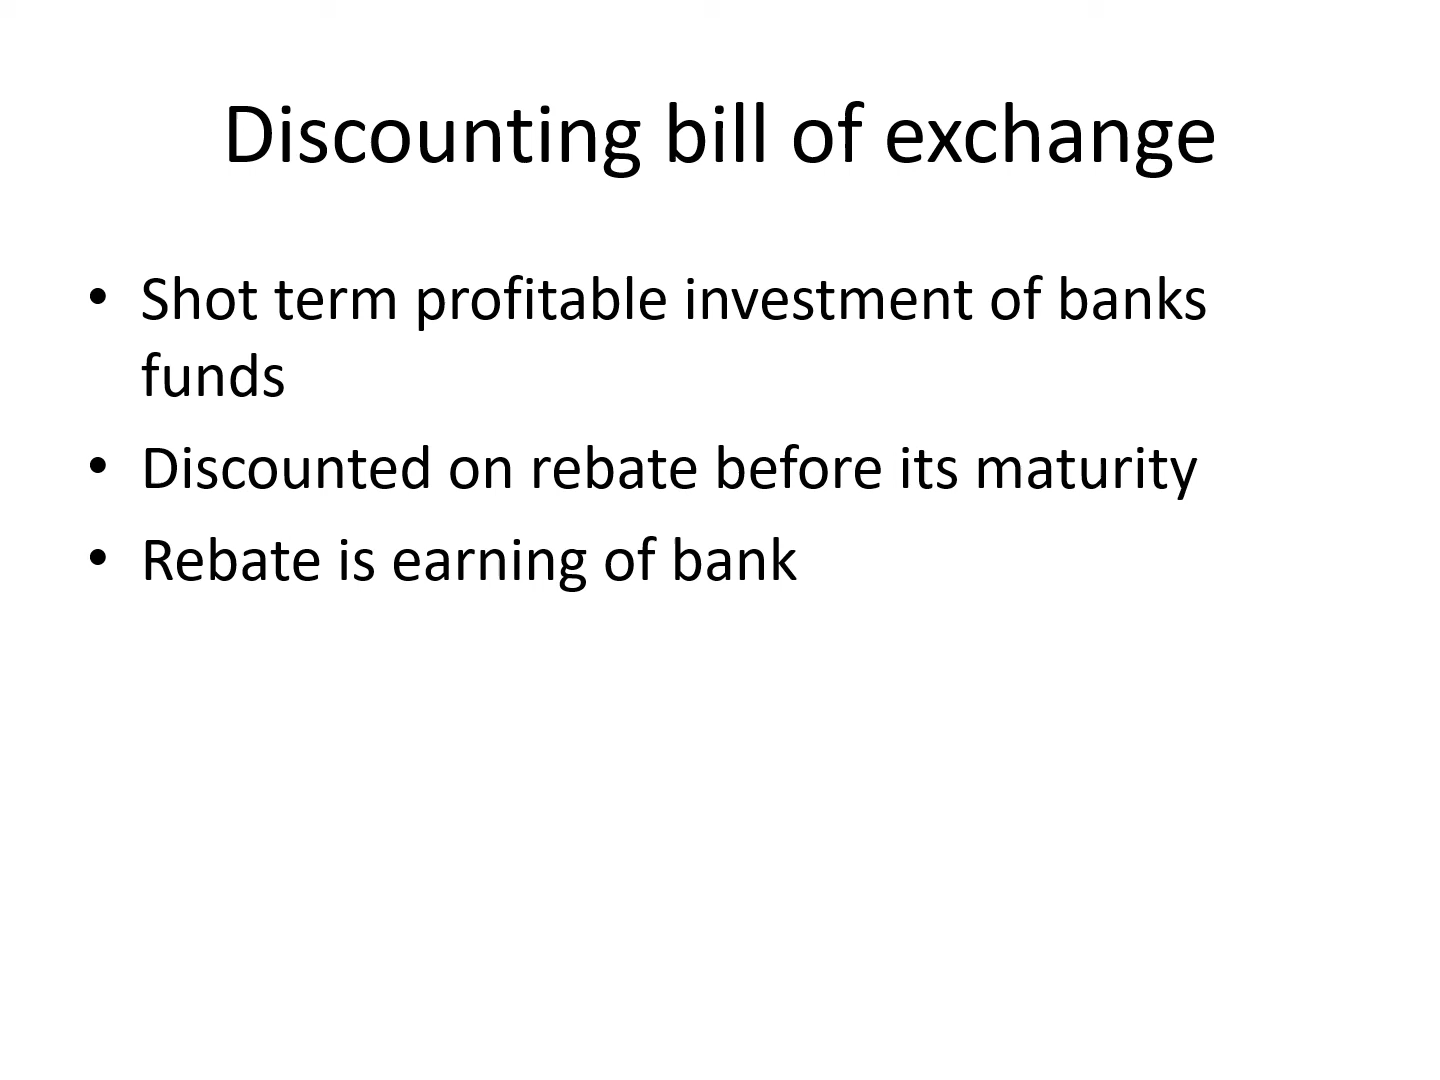 Discounting bill of exchange
• Shot term profitable investment of banks
funds
• Discounted on rebate before its maturity
• Rebate is earning of bank